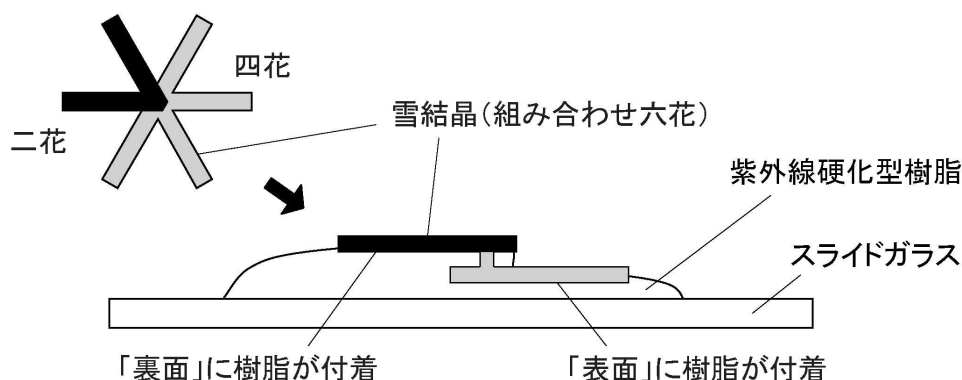 四花
二花
雪結晶(組み合わせ六花)
紫外線硬化型樹脂
スライドガラス
「裏面」に樹脂が付着
「表面」に樹脂が付着